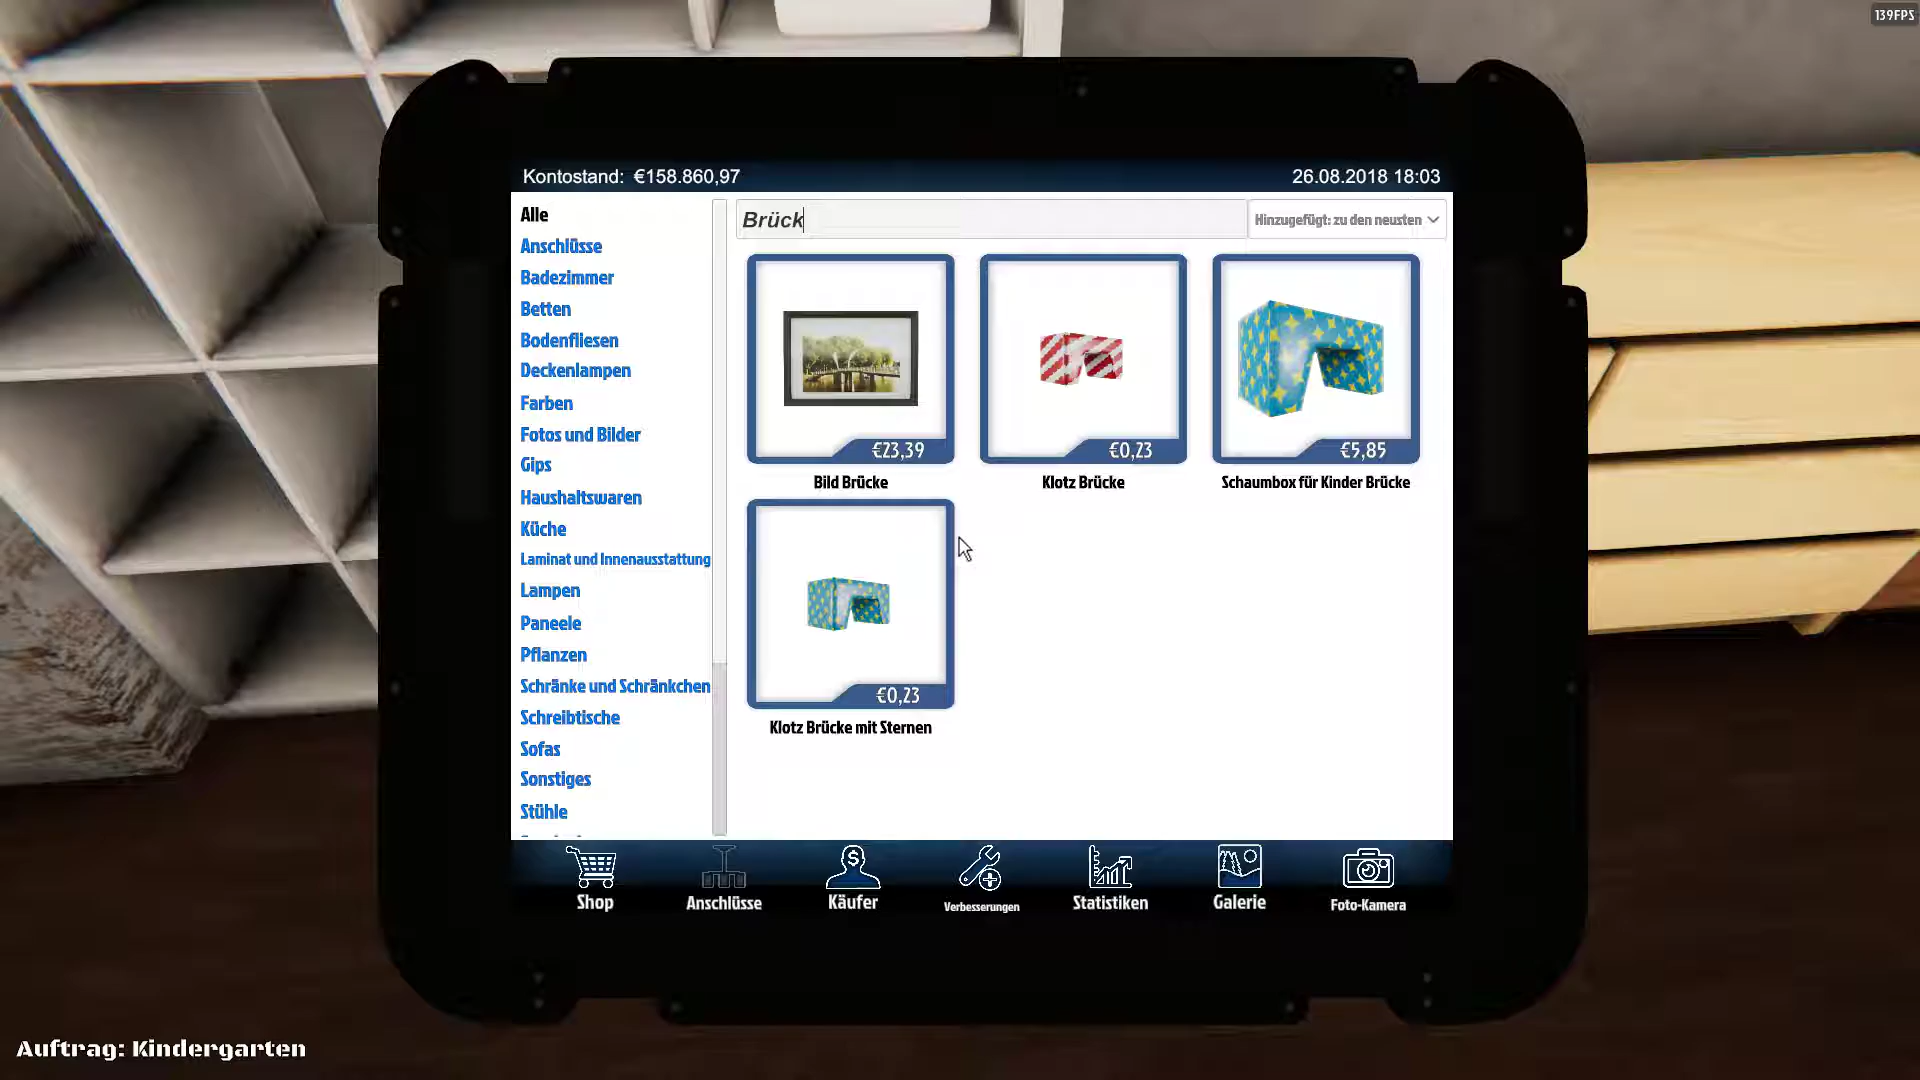 139FPS
Kontostand: €158.860,97
26.08.2018 18:03
Alle
Anschlüsse
Badezimmer
Betten
Bodenfliesen
Deckenlampen
Farben
Fotos und Bilder
Gips
Haushaltswaren
Küche
Laminat und Innenausstattung
Lampen
Paneele
Pflanzen
Schränke und Schränkchen
Schreibtische
Sofas
Sonstiges
Stühle
Brück
Hinzugefügt: zu den neusten
€23,39
€0,23
€5,85
Bild Brücke
Klotz Brücke
Schaumbox für Kinder Brücke
€0,23
Klotz Brücke mit Sternen
Shop
Anschlüsse
Käufer
Verbesserungen
Statistiken
Galerie
Foto-Kamera
Auftrag: Kindergarten